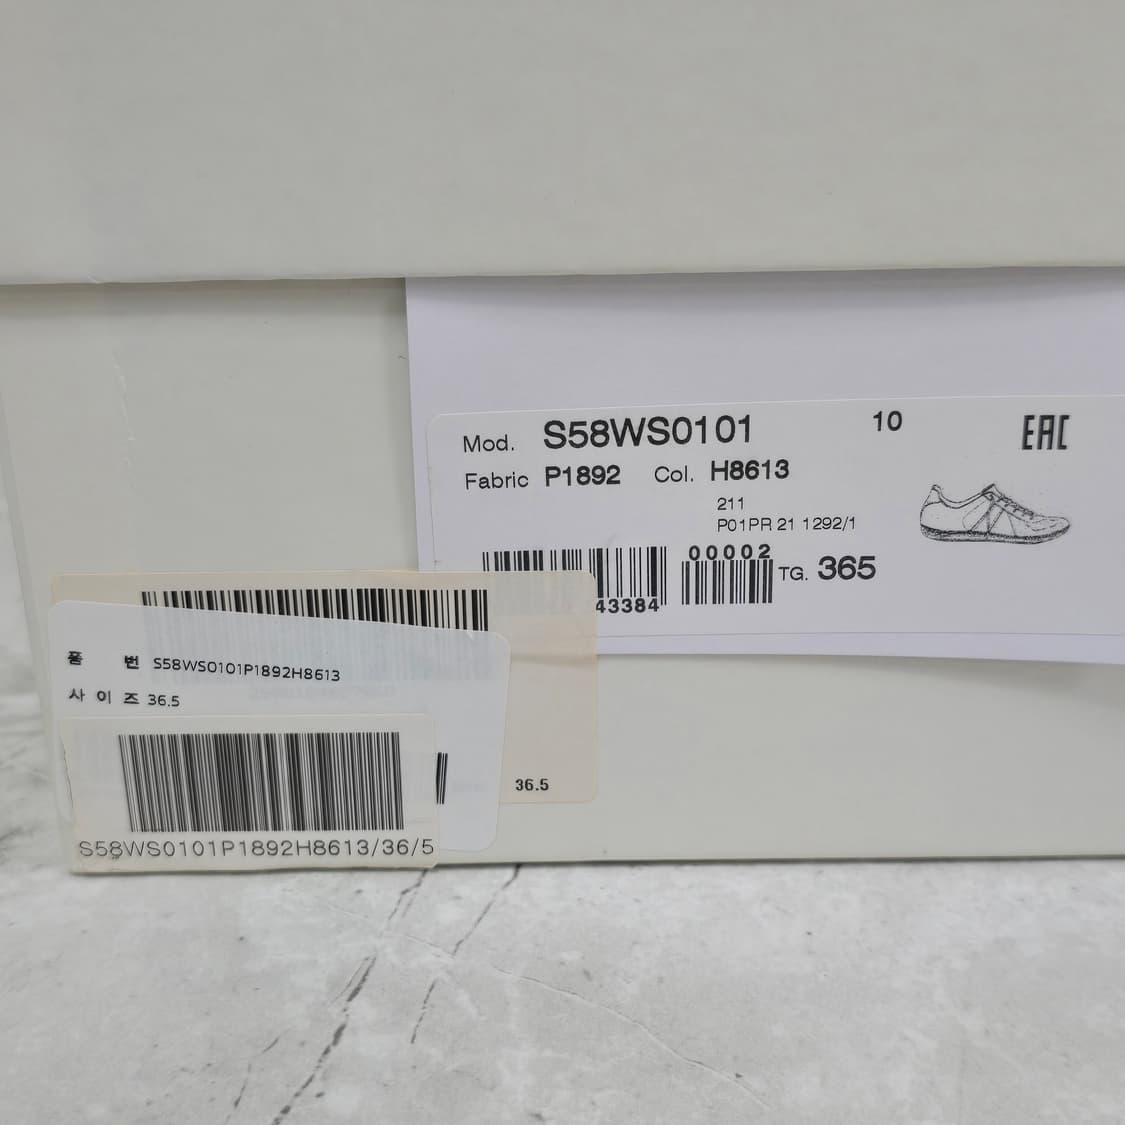 Mod. S58WS0101 10 EAC
Fabric P1892 Col. H8613
211
P01PR 21 1292/1
00002
TG. 365
43384
품 번 S58WS0101P1892H8613
사 이 즈 36.5
36.5
S58WS0101P1892H8613/36/5